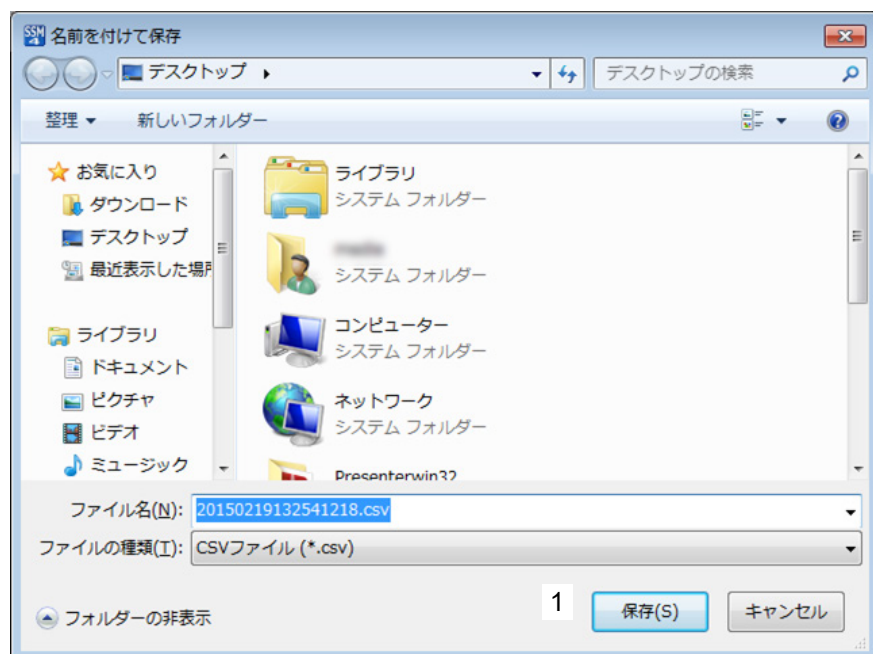 SSM 名前を付けて保存
デスクトップ
デスクトップの検索
整理
新しいフォルダー
お気に入り
ダウンロード
デスクトップ
最近表示した場所
ライブラリ
ドキュメント
ピクチャ
ビデオ
ミュージック
ライブラリ
システム フォルダー
システム フォルダー
コンピューター
システム フォルダー
ネットワーク
システム フォルダー
Presenterwin32
ファイル名(N): 20150219132541218.csv
ファイルの種類(T): CSVファイル (*.csv)
フォルダーの非表示
1
保存(S)
キャンセル